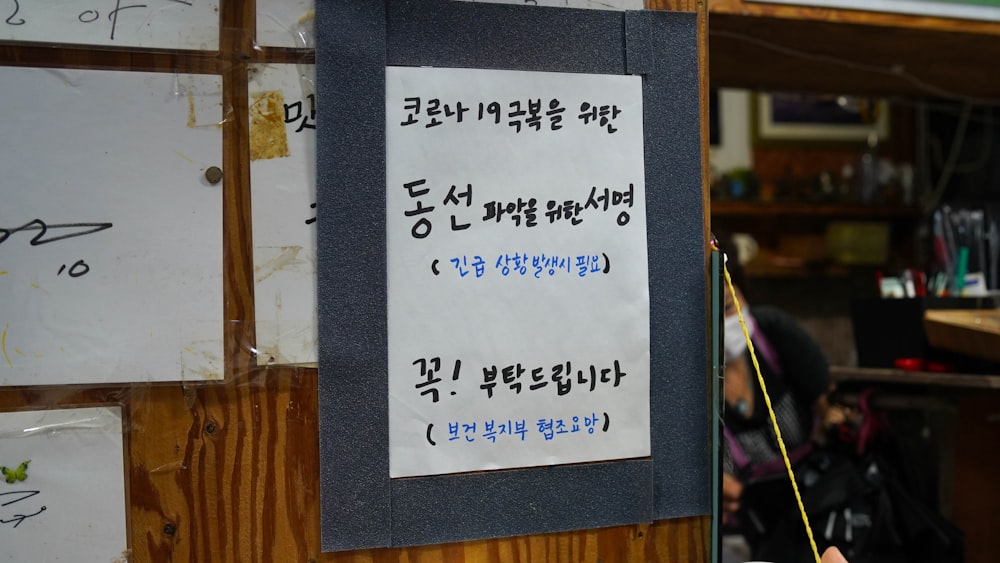 코로나 19 극복을 위한
동선 파악을 위한 서명
( 긴급 상황 발생시 필요)
꼭! 부탁드립니다
( 보건 복지부 협조요망)
10